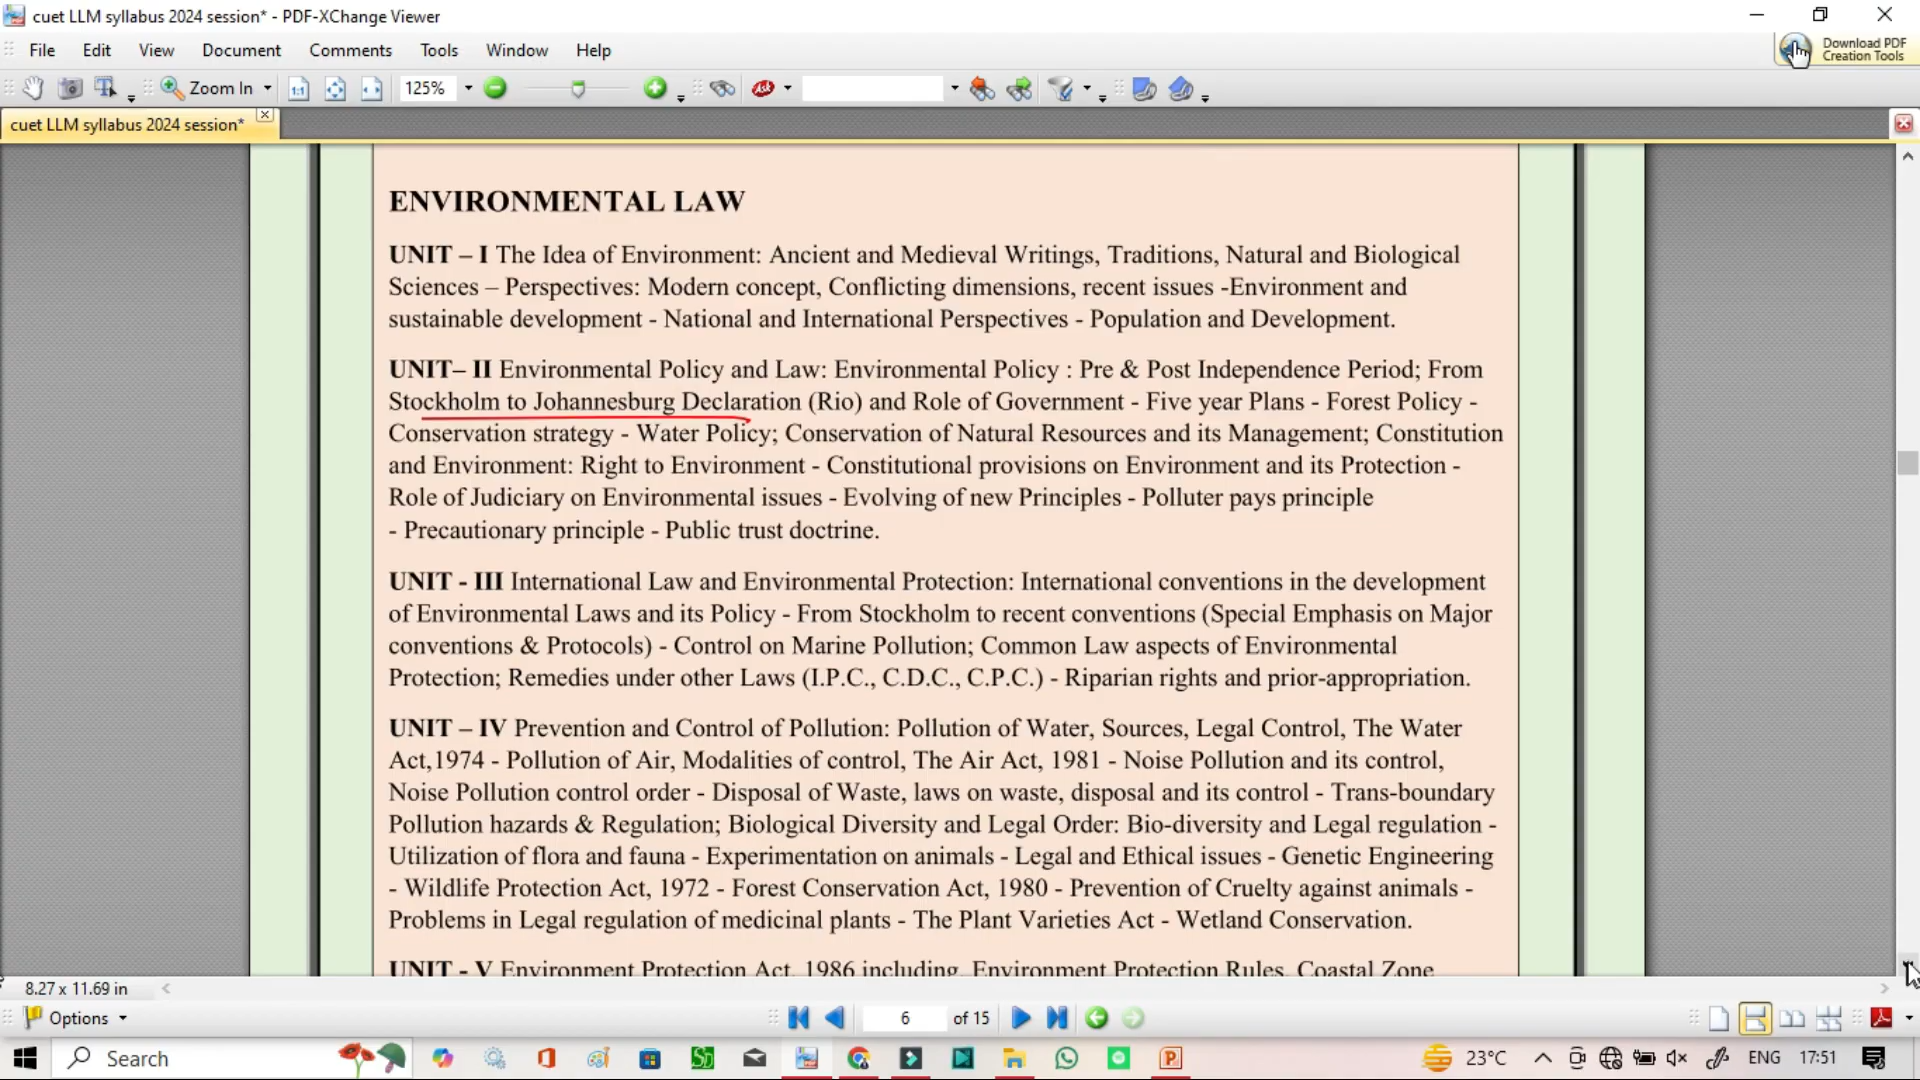 cuet LLM syllabus 2024 session* - PDF-XChange Viewer
File Edit View Document Comments Tools Window Help
Download PDF
Creation Tools
Zoom In 1:1 125%
cuet LLM syllabus 2024 session*
ENVIRONMENTAL LAW
UNIT – I The Idea of Environment: Ancient and Medieval Writings, Traditions, Natural and Biological
Sciences – Perspectives: Modern concept, Conflicting dimensions, recent issues -Environment and
sustainable development - National and International Perspectives - Population and Development.
UNIT– II Environmental Policy and Law: Environmental Policy : Pre & Post Independence Period; From
Stockholm to Johannesburg Declaration (Rio) and Role of Government - Five year Plans - Forest Policy -
Conservation strategy - Water Policy; Conservation of Natural Resources and its Management; Constitution
and Environment: Right to Environment - Constitutional provisions on Environment and its Protection -
Role of Judiciary on Environmental issues - Evolving of new Principles - Polluter pays principle
- Precautionary principle - Public trust doctrine.
UNIT - III International Law and Environmental Protection: International conventions in the development
of Environmental Laws and its Policy - From Stockholm to recent conventions (Special Emphasis on Major
conventions & Protocols) - Control on Marine Pollution; Common Law aspects of Environmental
Protection; Remedies under other Laws (I.P.C., C.D.C., C.P.C.) - Riparian rights and prior-appropriation.
UNIT – IV Prevention and Control of Pollution: Pollution of Water, Sources, Legal Control, The Water
Act,1974 - Pollution of Air, Modalities of control, The Air Act, 1981 - Noise Pollution and its control,
Noise Pollution control order - Disposal of Waste, laws on waste, disposal and its control - Trans-boundary
Pollution hazards & Regulation; Biological Diversity and Legal Order: Bio-diversity and Legal regulation -
Utilization of flora and fauna - Experimentation on animals - Legal and Ethical issues - Genetic Engineering
- Wildlife Protection Act, 1972 - Forest Conservation Act, 1980 - Prevention of Cruelty against animals -
Problems in Legal regulation of medicinal plants - The Plant Varieties Act - Wetland Conservation.
UNIT - V Environment Protection Act, 1986 including, Environment Protection Rules, Coastal Zone
8.27 x 11.69 in
Options 6 of 15
Search 23°C ENG 17:51